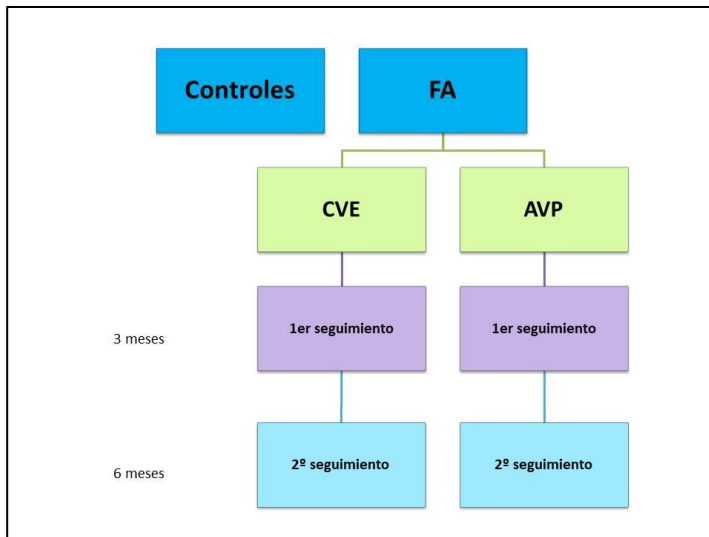 Controles
FA
CVE
AVP
3 meses
1er seguimiento
1er seguimiento
6 meses
2º seguimiento
2º seguimiento